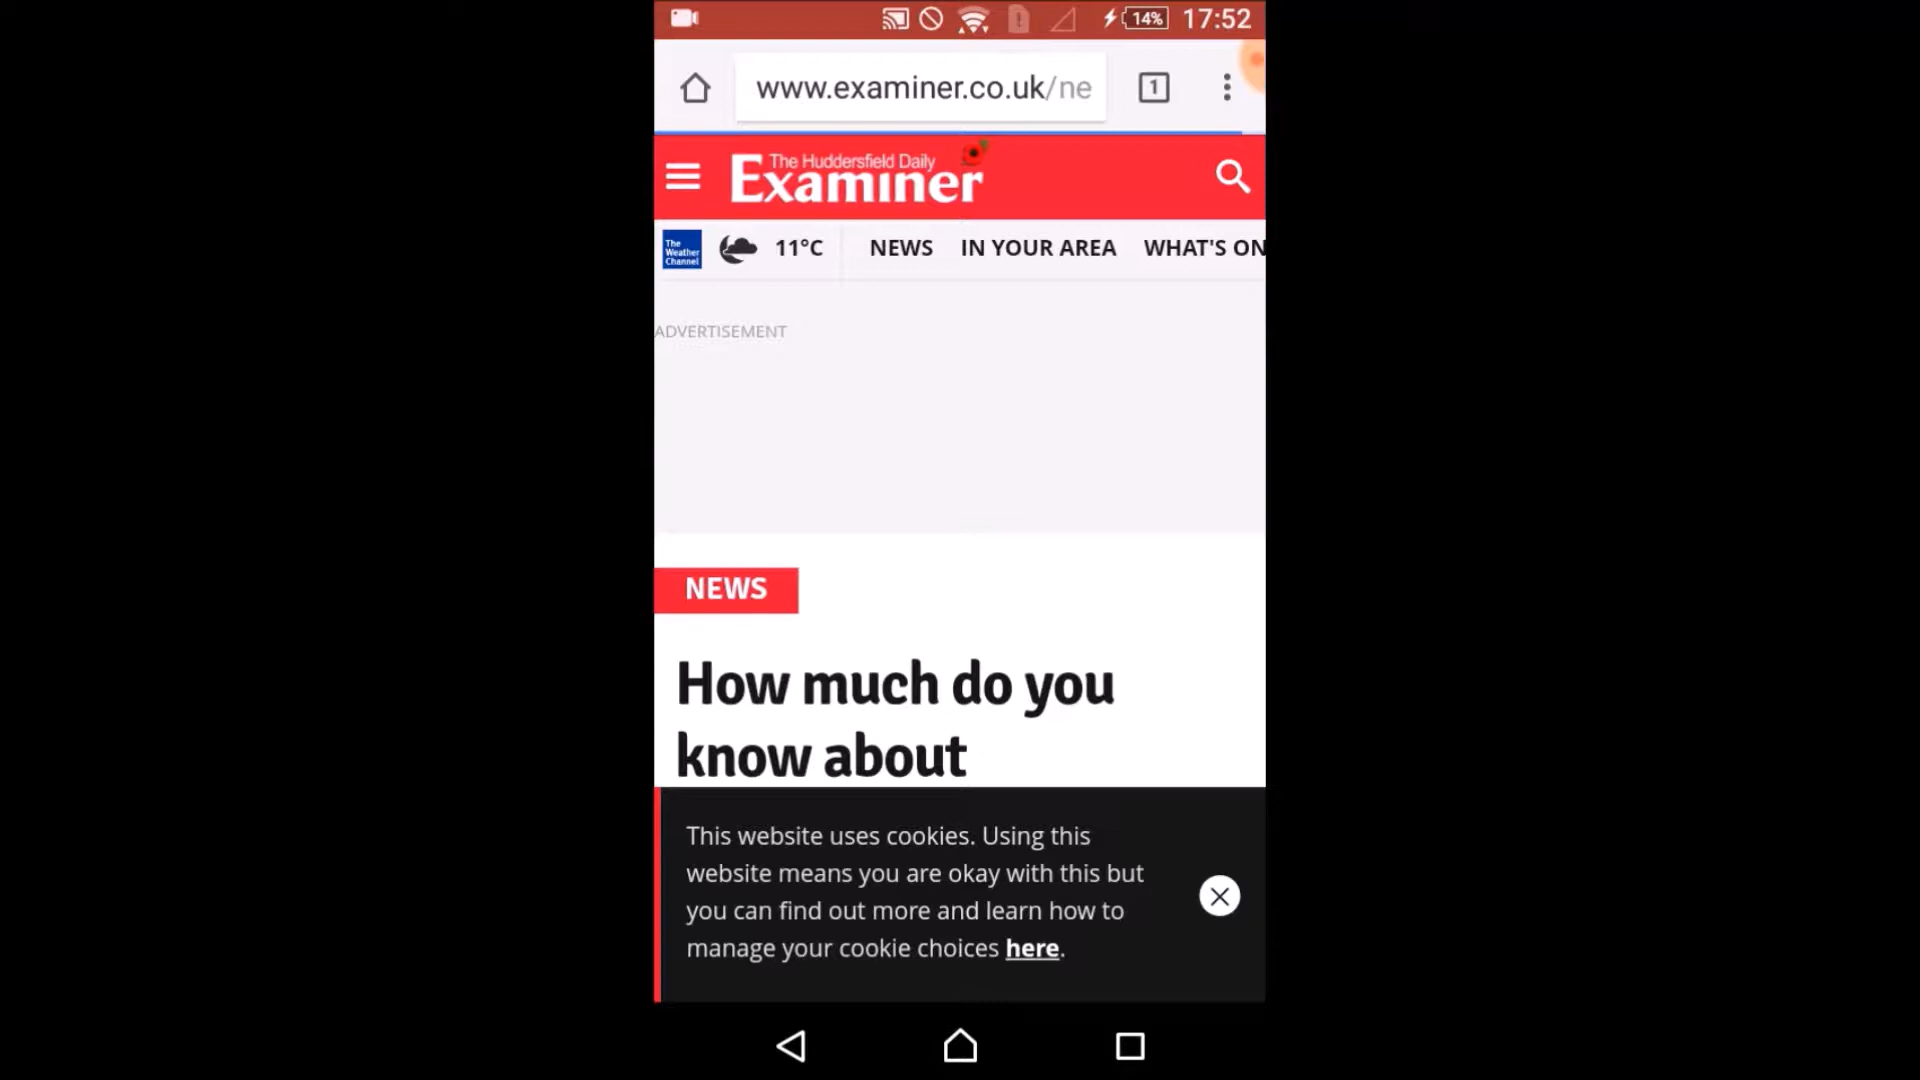 14% 17:52
www.examiner.co.uk/ne
1
The Huddersfield Daily
Examiner
The
Weather
Channel
11°C NEWS IN YOUR AREA WHAT'S ON
ADVERTISEMENT
NEWS
How much do you
know about
This website uses cookies. Using this
website means you are okay with this but
you can find out more and learn how to
manage your cookie choices here.